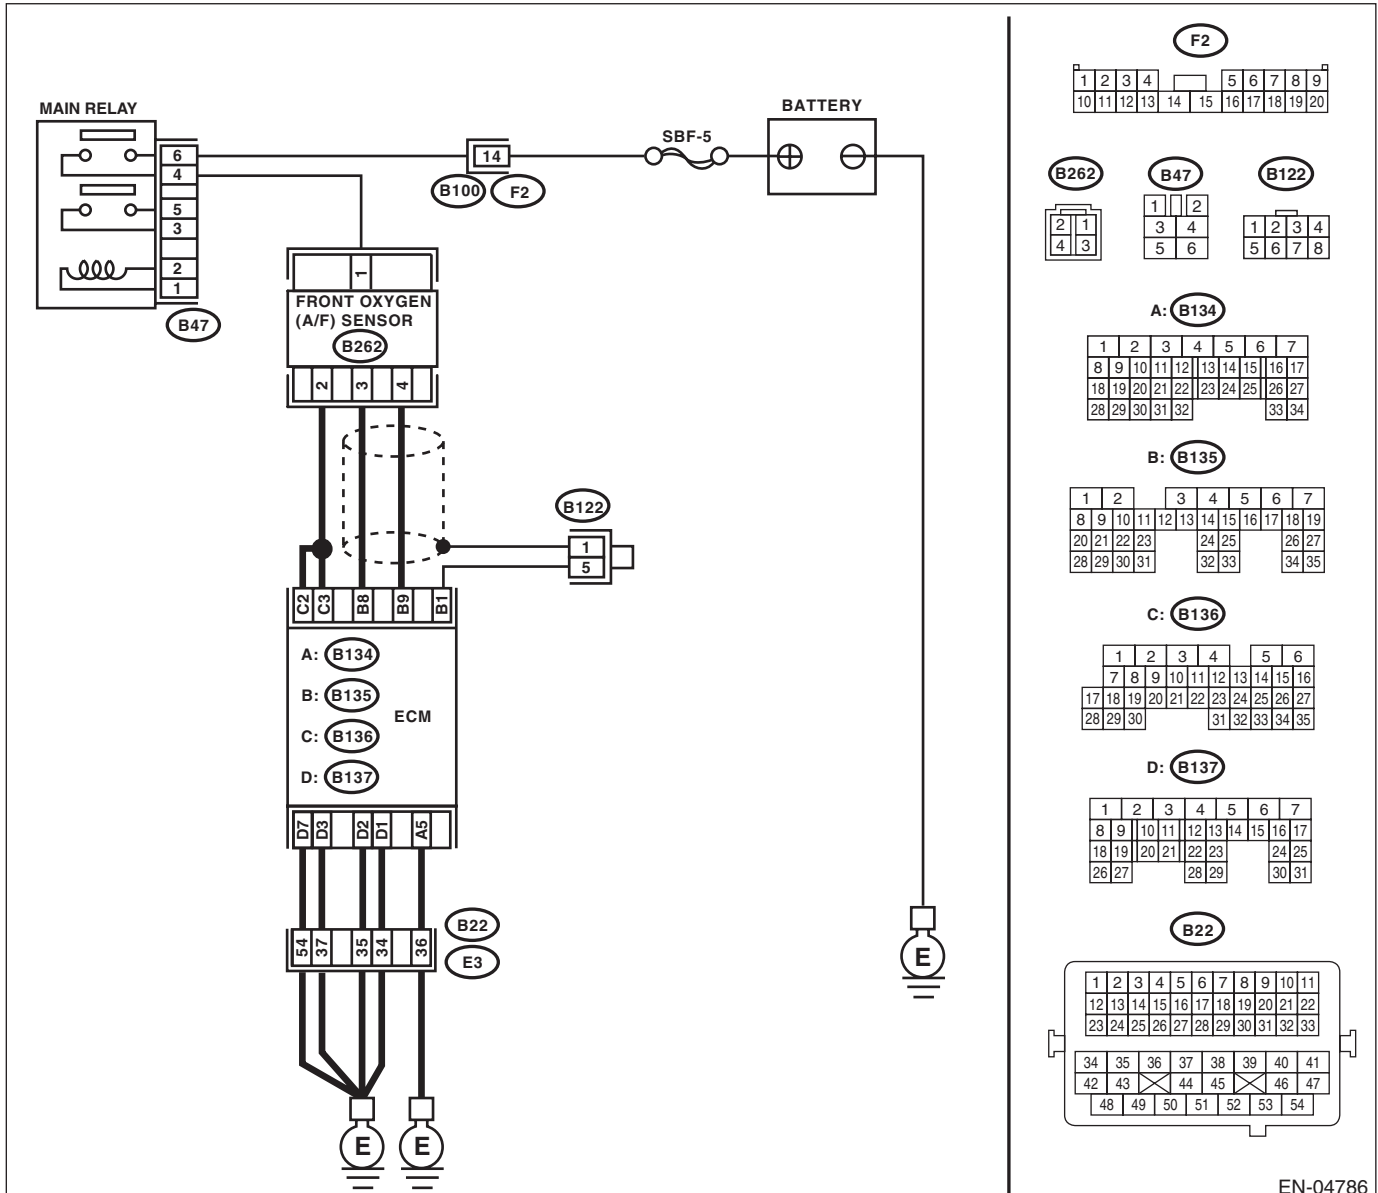 MAIN RELAY
6
4
5
3
2
1
B47
14
B100 F2
SBF-5
BATTERY
1
FRONT OXYGEN
(A/F) SENSOR
B262
2 3 4
B122
1
5
C2 C3 B8 B9 B1
A: B134
B: B135
ECM
C: B136
D: B137
D7 D3 D2 D1 A5
B22
54 37 35 34 36
E3
E
E E
F2
1 2 3 4 5 6 7 8 9
10 11 12 13 14 15 16 17 18 19 20
B262
2 1
4 3
B47
1 2
3 4
5 6
B122
1 2 3 4
5 6 7 8
A: B134
1 2 3 4 5 6 7
8 9 10 11 12 13 14 15 16 17
18 19 20 21 22 23 24 25 26 27
28 29 30 31 32 33 34
B: B135
1 2 3 4 5 6 7
8 9 10 11 12 13 14 15 16 17 18 19
20 21 22 23 24 25 26 27
28 29 30 31 32 33 34 35
C: B136
1 2 3 4 5 6
7 8 9 10 11 12 13 14 15 16
17 18 19 20 21 22 23 24 25 26 27
28 29 30 31 32 33 34 35
D: B137
1 2 3 4 5 6 7
8 9 10 11 12 13 14 15 16 17
18 19 20 21 22 23 24 25
26 27 28 29 30 31
B22
1 2 3 4 5 6 7 8 9 10 11
12 13 14 15 16 17 18 19 20 21 22
23 24 25 26 27 28 29 30 31 32 33
34 35 36 37 38 39 40 41
42 43 44 45 46 47
48 49 50 51 52 53 54
EN-04786